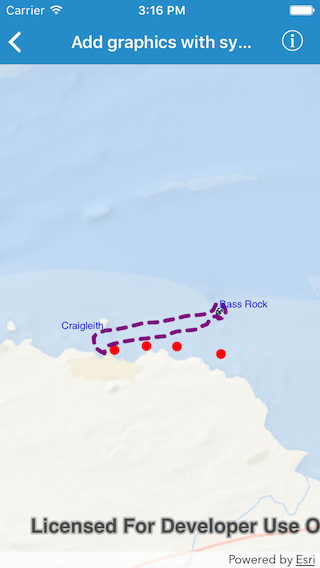 Carrier 3:16 PM
Add graphics with sy...
Bass Rock
Craigleith
Licensed For Developer Use O
Powered by Esri